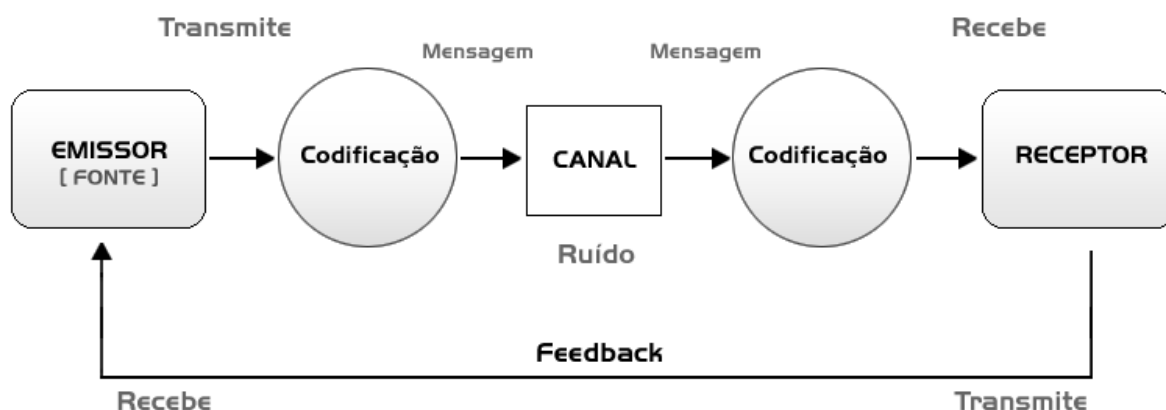 Transmite
Recebe
Mensagem
Mensagem
EMISSOR
[ FONTE ]
Codificação
CANAL
Codificação
RECEPTOR
Ruído
Feedback
Recebe
Transmite